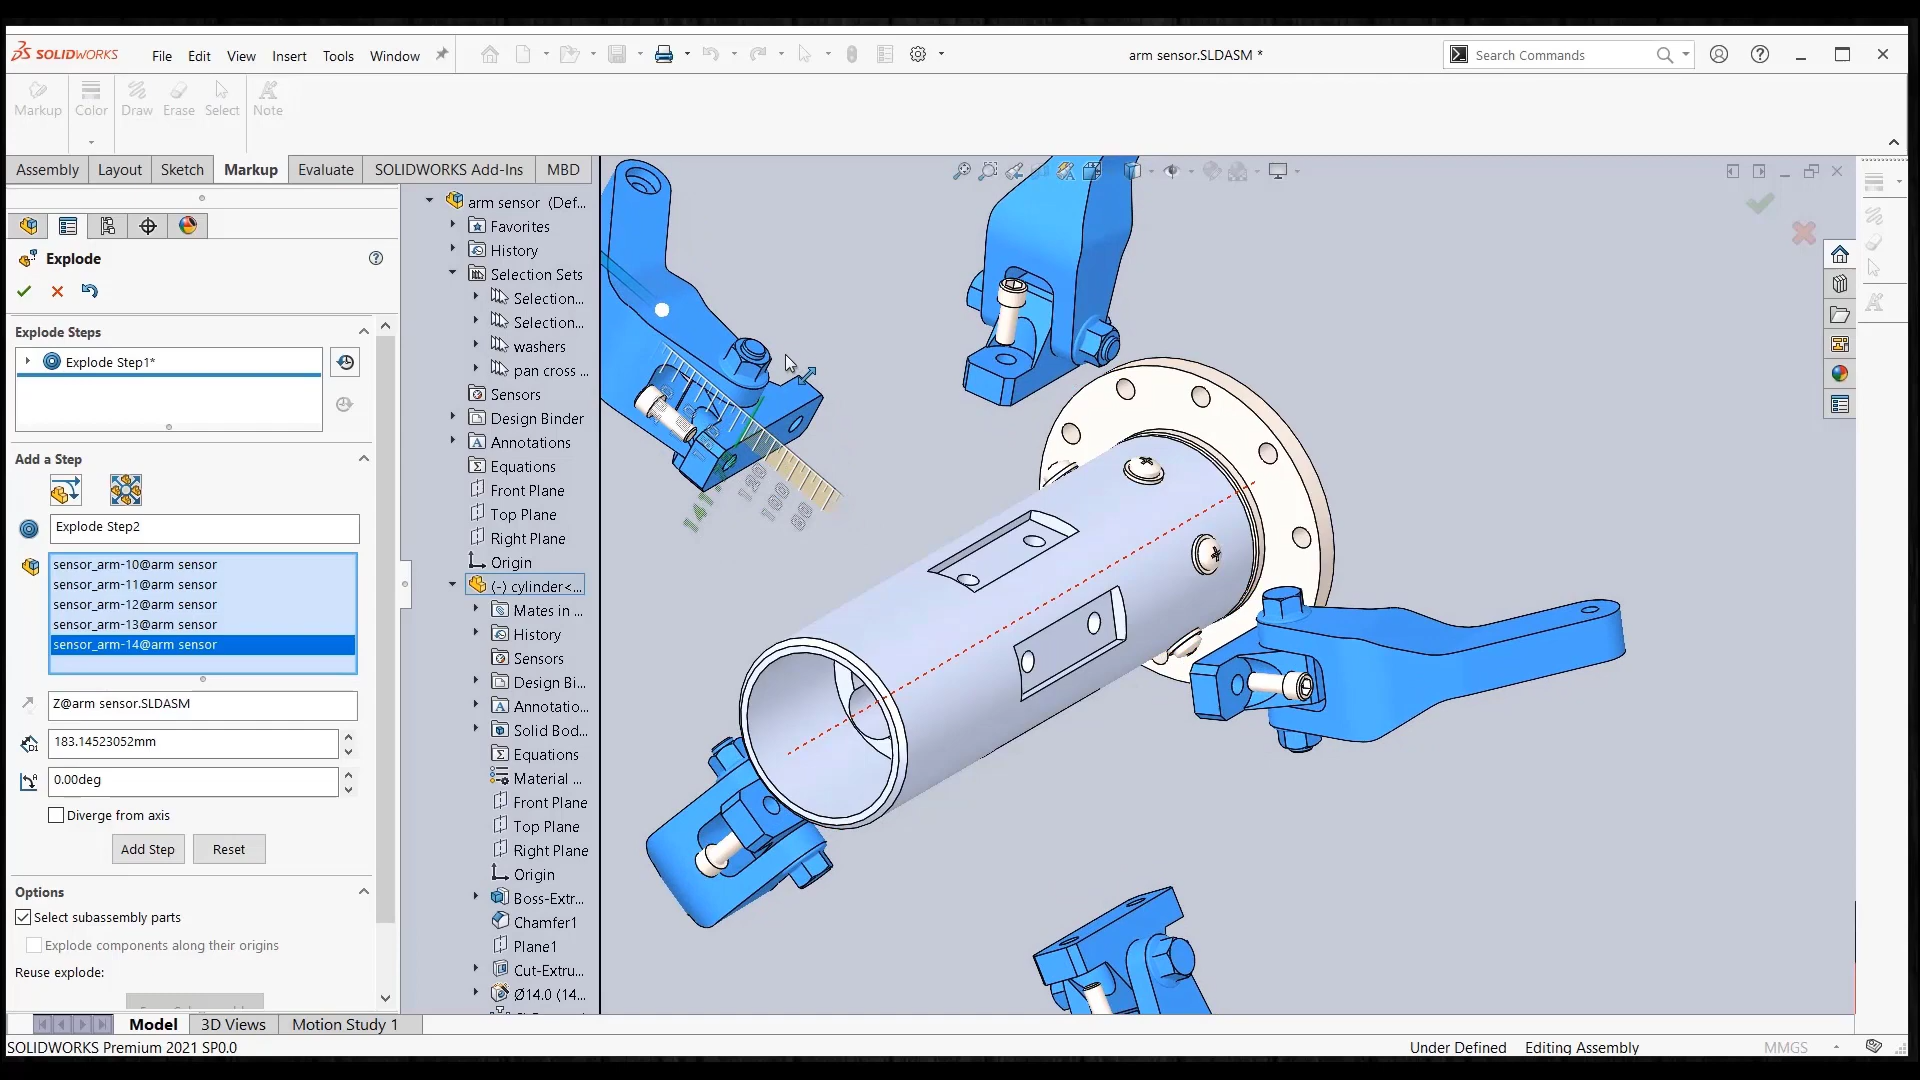 SOLIDWORKS File Edit View Insert Tools Window arm sensor.SLDASM * Search Commands
Markup Color Draw Erase Select Note
Assembly Layout Sketch Markup Evaluate SOLIDWORKS Add-Ins MBD
Explode
Explode Steps
Explode Step1*
Add a Step
Explode Step2
sensor_arm-10@arm sensor
sensor_arm-11@arm sensor
sensor_arm-12@arm sensor
sensor_arm-13@arm sensor
sensor_arm-14@arm sensor
Z@arm sensor.SLDASM
183.14523052mm
0.00deg
Diverge from axis
Add Step Reset
Options
Select subassembly parts
Explode components along their origins
Reuse explode:
arm sensor (Def...
Favorites
History
Selection Sets
Selection...
Selection...
washers
pan cross ...
Sensors
Design Binder
Annotations
Equations
Front Plane
Top Plane
Right Plane
Origin
(-) cylinder<...
Mates in ...
History
Sensors
Design Bi...
Annotatio...
Solid Bod...
Equations
Material ...
Front Plane
Top Plane
Right Plane
Origin
Boss-Extr...
Chamfer1
Plane1
Cut-Extru...
Ø14.0 (14...
120
100
80
Model 3D Views Motion Study 1
SOLIDWORKS Premium 2021 SP0.0 Under Defined Editing Assembly MMGS